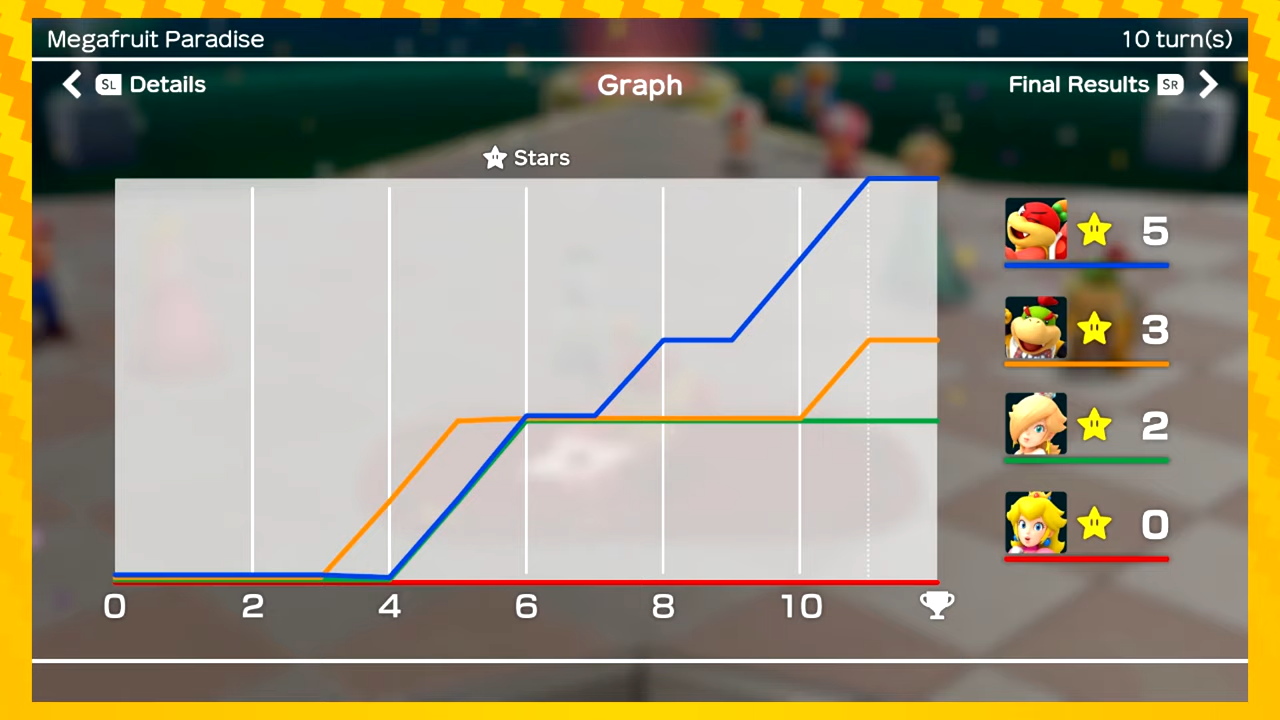 Megafruit Paradise 10 turn(s)
SL Details Graph Final Results SR
Stars
5
3
2
0
0 2 4 6 8 10